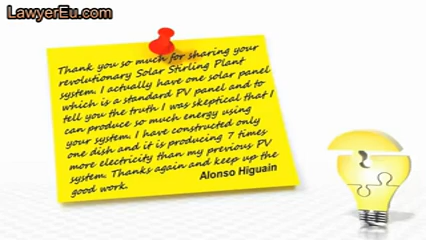 LawyerEu.com
Thank you so much for sharing your
revolutionary Solar Stirling Plant
system. I actually have one solar panel
which is a standard PV panel and to
tell you the truth I was skeptical that I
can produce so much energy using
your system. I have constructed only
one dish and it is producing 7 times
more electricity than my previous PV
system. Thanks again and keep up the
good work.
Alonso Higuain